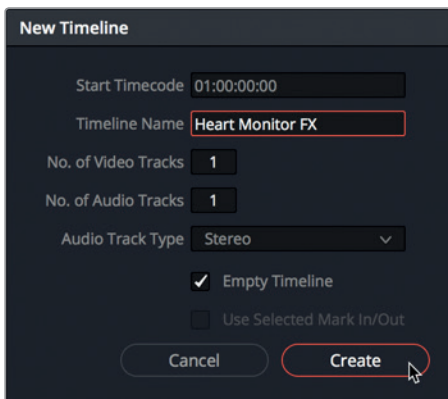 New Timeline
Start Timecode 01:00:00:00
Timeline Name Heart Monitor FX
No. of Video Tracks 1
No. of Audio Tracks 1
Audio Track Type Stereo
Empty Timeline
Use Selected Mark In/Out
Cancel Create